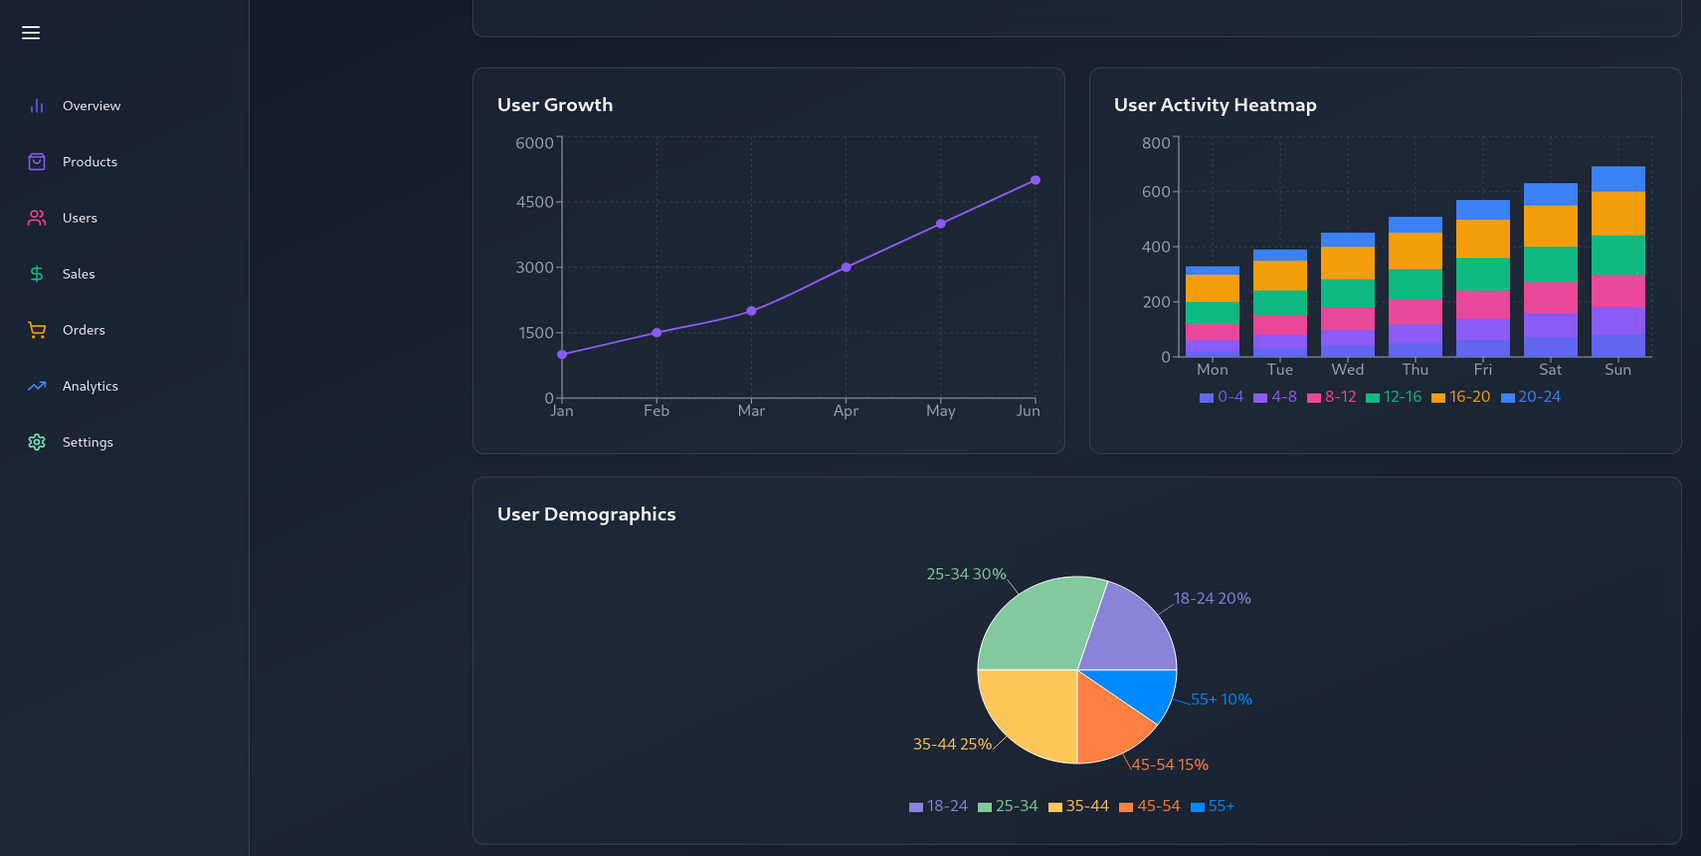 Overview
Products
Users
Sales
Orders
Analytics
Settings
User Growth
6000
4500
3000
1500
0
Jan Feb Mar Apr May Jun
User Activity Heatmap
800
600
400
200
0
Mon Tue Wed Thu Fri Sat Sun
0-4 4-8 8-12 12-16 16-20 20-24
User Demographics
25-34 30%
18-24 20%
55+ 10%
35-44 25%
45-54 15%
18-24 25-34 35-44 45-54 55+